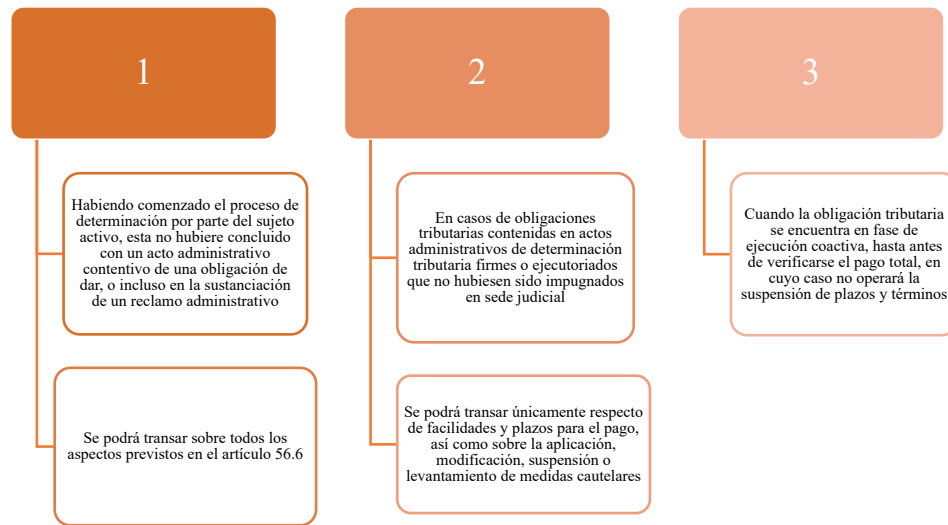 1
Habiendo comenzado el proceso de
determinación por parte del sujeto
activo, esta no hubiere concluido
con un acto administrativo
contentivo de una obligación de
dar, o incluso en la sustanciación
de un reclamo administrativo
Se podrá transar sobre todos los
aspectos previstos en el artículo 56.6
2
En casos de obligaciones
tributarias contenidas en actos
administrativos de determinación
tributaria firmes o ejecutoriados
que no hubiesen sido impugnados
en sede judicial
Se podrá transar únicamente respecto
de facilidades y plazos para el pago,
así como sobre la aplicación,
modificación, suspensión o
levantamiento de medidas cautelares
3
Cuando la obligación tributaria
se encuentra en fase de
ejecución coactiva, hasta antes
de verificarse el pago total, en
cuyo caso no operará la
suspensión de plazos y términos